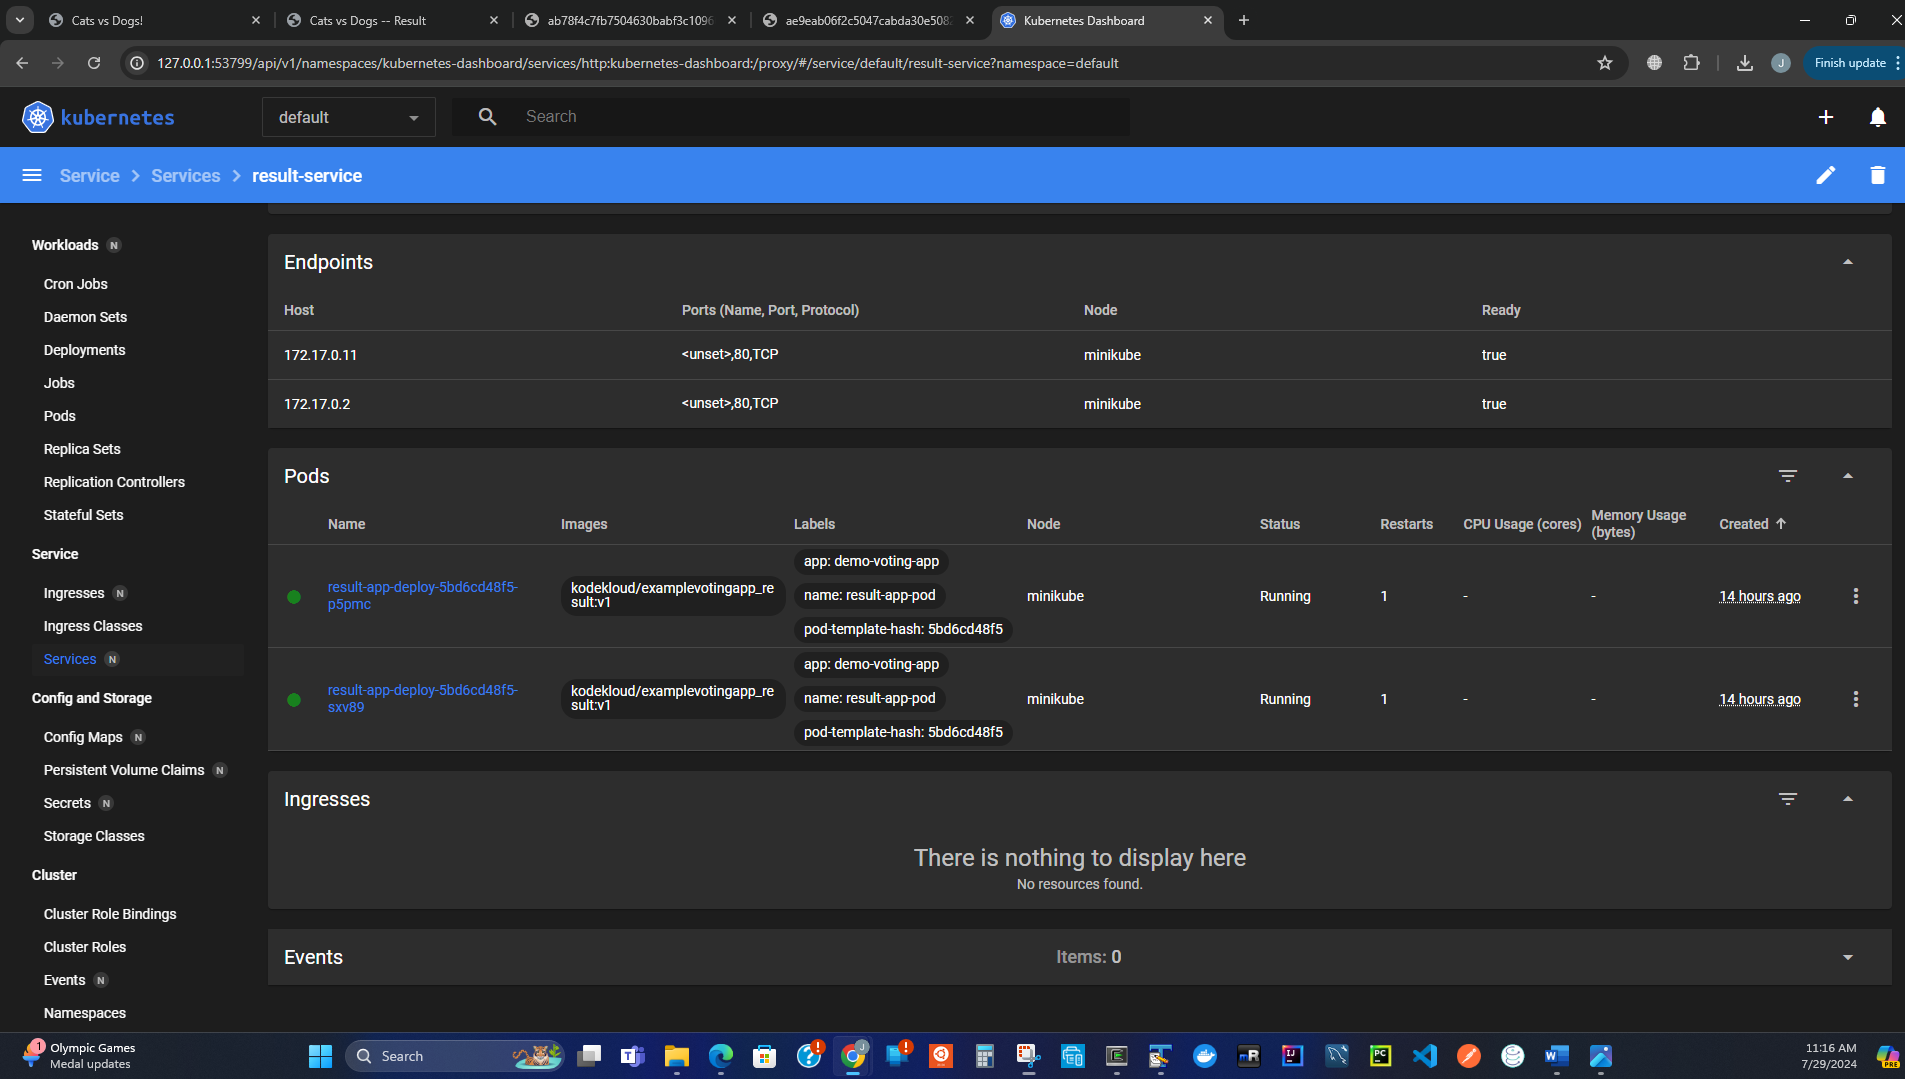 Cats vs Dogs!
Cats vs Dogs -- Result
ab78f4c7fb7504630babf3c1096
ae9eab06f2c5047cabda30e5082
Kubernetes Dashboard
127.0.0.1:53799/api/v1/namespaces/kubernetes-dashboard/services/http:kubernetes-dashboard:/proxy/#/service/default/result-service?namespace=default
J
Finish update
kubernetes
default
Search
Service
Services
result-service
Workloads N
Cron Jobs
Daemon Sets
Deployments
Jobs
Pods
Replica Sets
Replication Controllers
Stateful Sets
Service
Ingresses N
Ingress Classes
Services N
Config and Storage
Config Maps N
Persistent Volume Claims N
Secrets N
Storage Classes
Cluster
Cluster Role Bindings
Cluster Roles
Events N
Namespaces
Endpoints
Host Ports (Name, Port, Protocol) Node Ready
172.17.0.11 <unset>,80,TCP minikube true
172.17.0.2 <unset>,80,TCP minikube true
Pods
Name Images Labels Node Status Restarts CPU Usage (cores) Memory Usage (bytes) Created
result-app-deploy-5bd6cd48f5-
p5pmc
kodekloud/examplevotingapp_re
sult:v1
app: demo-voting-app
name: result-app-pod
pod-template-hash: 5bd6cd48f5
minikube Running 1 - - 14 hours ago
result-app-deploy-5bd6cd48f5-
sxv89
kodekloud/examplevotingapp_re
sult:v1
app: demo-voting-app
name: result-app-pod
pod-template-hash: 5bd6cd48f5
minikube Running 1 - - 14 hours ago
Ingresses
There is nothing to display here
No resources found.
Events Items: 0
1
Olympic Games
Medal updates
Search
11:16 AM
7/29/2024